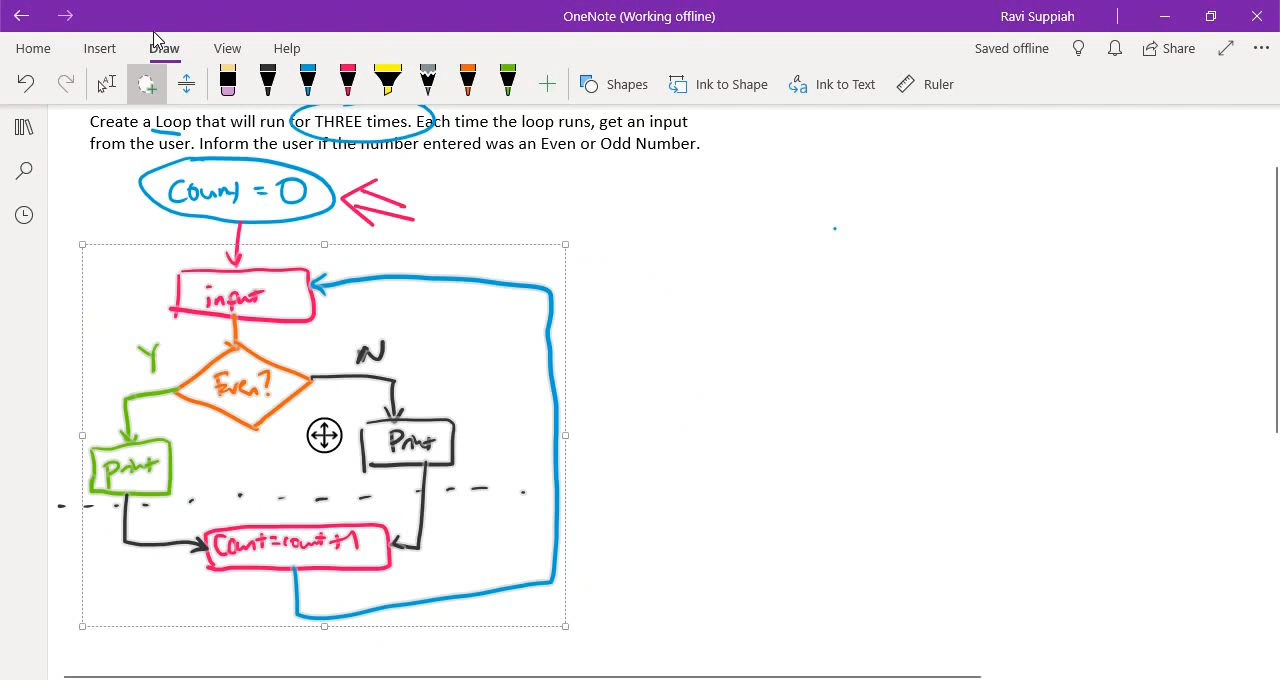 OneNote (Working offline)
Ravi Suppiah
Home Insert Draw View Help
Saved offline Share
Shapes Ink to Shape Ink to Text Ruler
Create a Loop that will run for THREE times. Each time the loop runs, get an input
from the user. Inform the user if the number entered was an Even or Odd Number.
Count = 0
input
Y N
Even?
Print
Print
Count=count+1